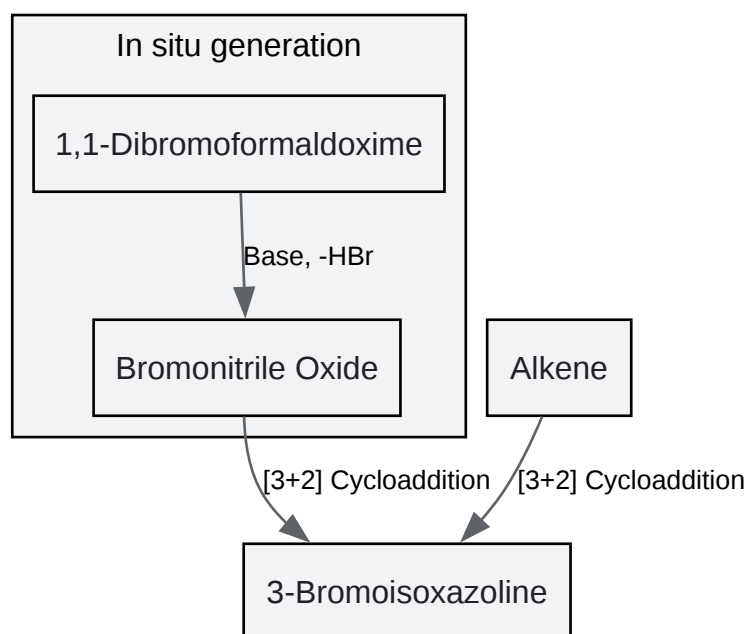 In situ generation
1,1-Dibromoformaldoxime
Base, -HBr
Bromonitrile Oxide
Alkene
[3+2] Cycloaddition
[3+2] Cycloaddition
3-Bromoisoxazoline